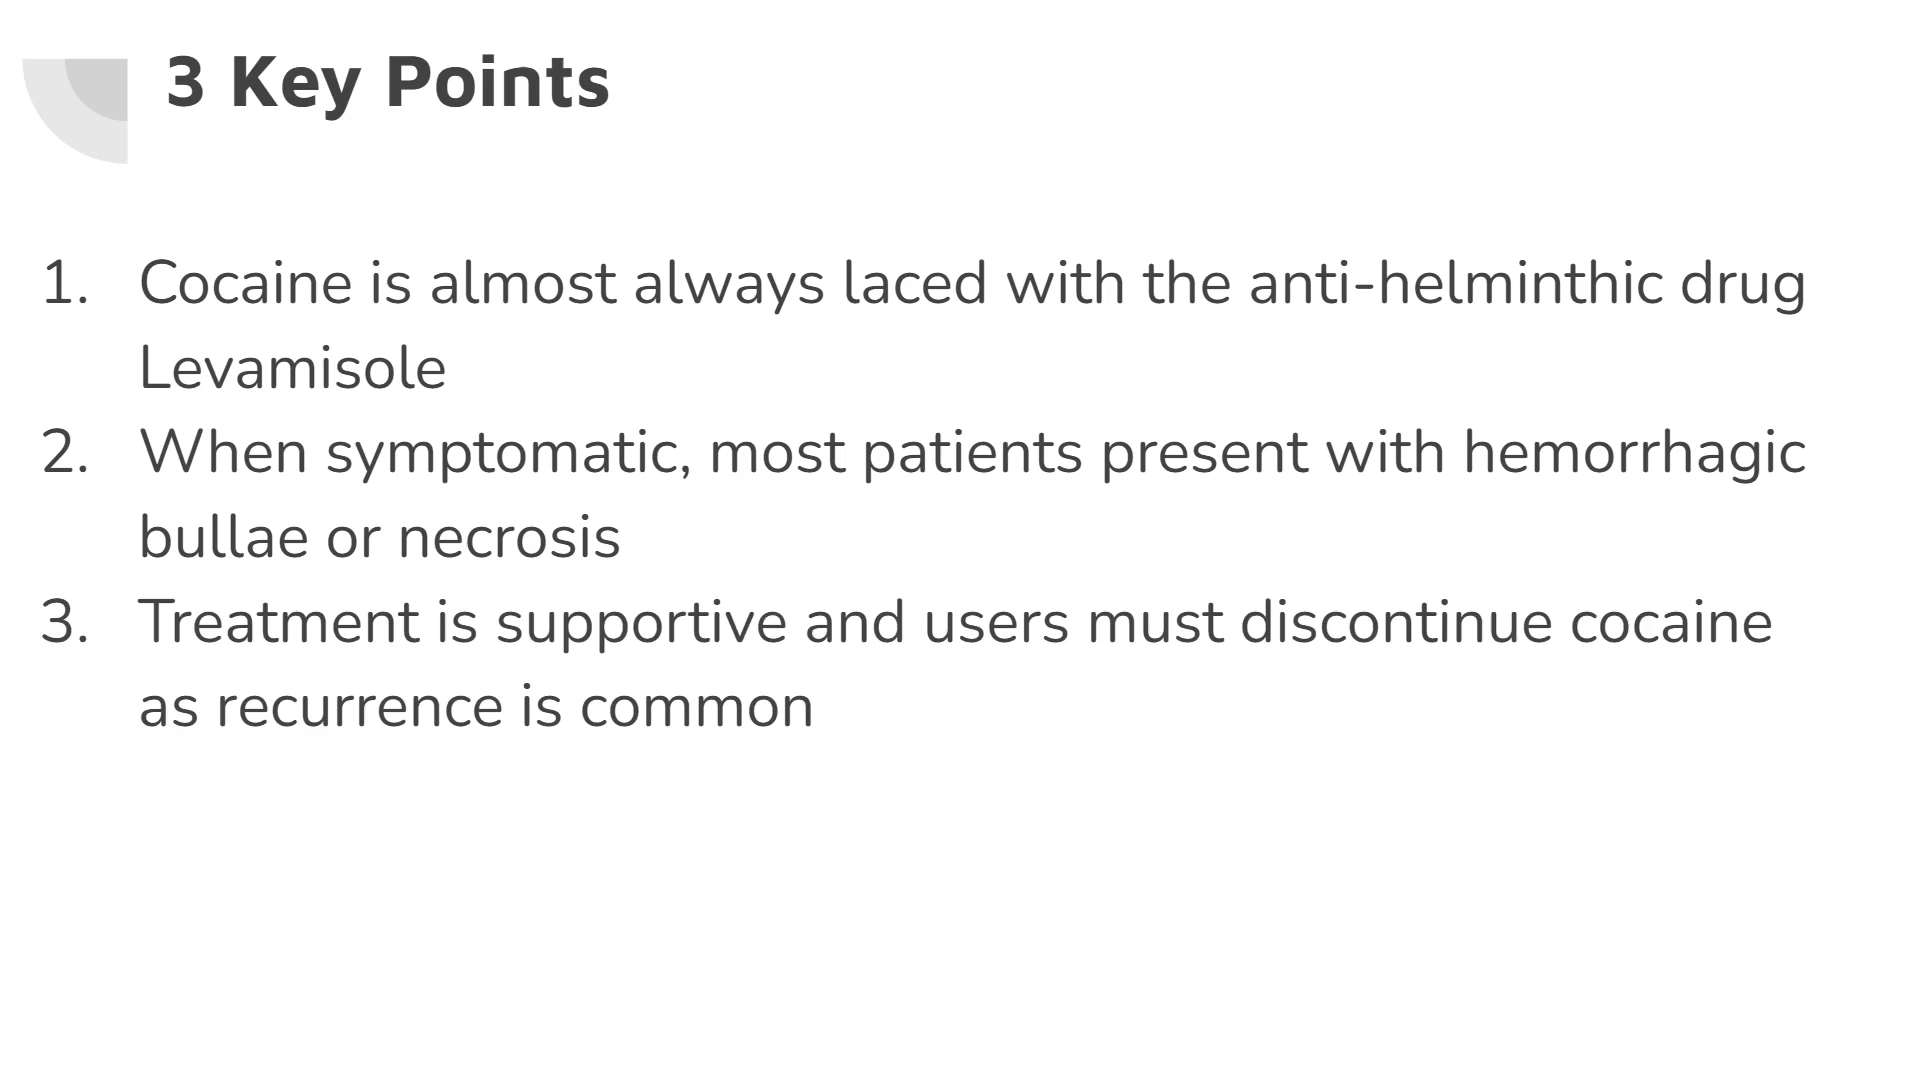 3 Key Points
1. Cocaine is almost always laced with the anti-helminthic drug
Levamisole
2. When symptomatic, most patients present with hemorrhagic
bullae or necrosis
3. Treatment is supportive and users must discontinue cocaine
as recurrence is common